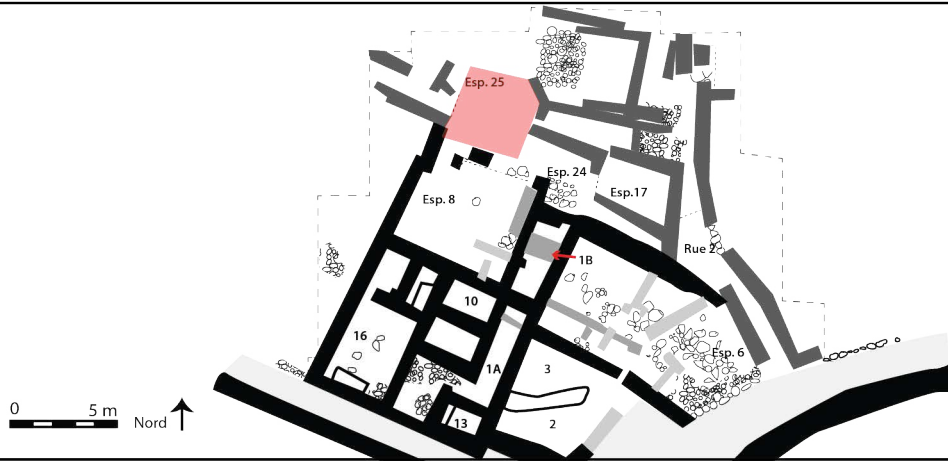 Esp. 25
Esp. 24
Esp.17
Esp. 8
Rue 2
1B
10
16
Esp. 6
1A
3
0 5 m
Nord
13
2